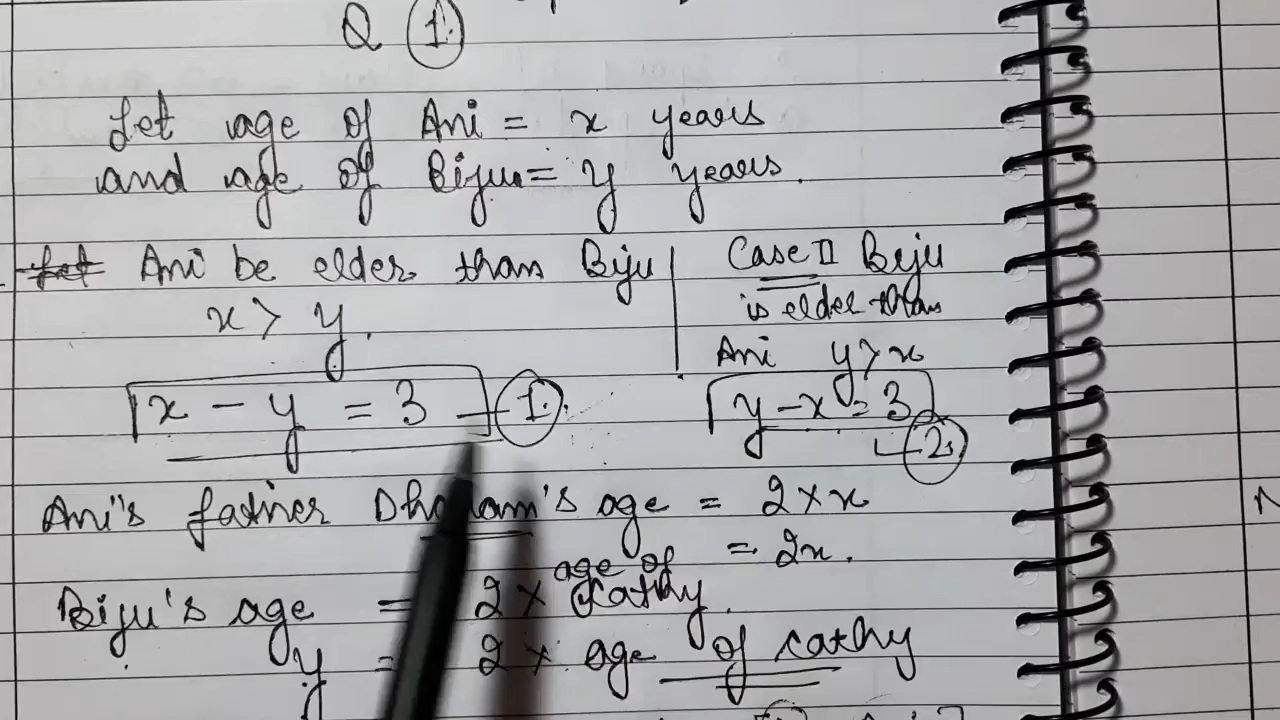 Q 1.
Let age of Ani = x years
and age of Biju = y years.
Let Ani be elder than Biju
x > y.
x - y = 3 — 1.
Case II Biju
is elder than
Ani y > x
y - x = 3
2.
Ani's father Dharam's age = 2 × x
= 2x.
Biju's age = 2 × age of Cathy.
y = 2 × age of cathy